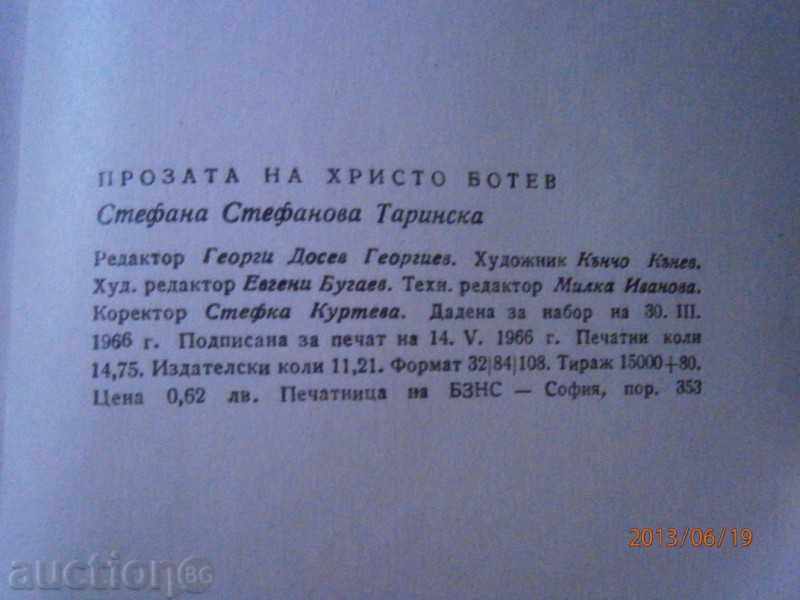 ПРОЗАТА НА ХРИСТО БОТЕВ
Стефана Стефанова Таринска
Редактор Георги Досев Георгиев. Художник Кънчо Кънев.
Худ. редактор Евгени Бугаев. Техн. редактор Милка Иванова.
Коректор Стефка Куртева. Дадена за набор на 30. III.
1966 г. Подписана за печат на 14. V. 1966 г. Печатни коли
14,75. Издателски коли 11,21. Формат 32|84|108. Тираж 15000+80.
Цена 0,62 лв. Печатница на БЗНС — София, пор. 353
2013/06/19
auction BG